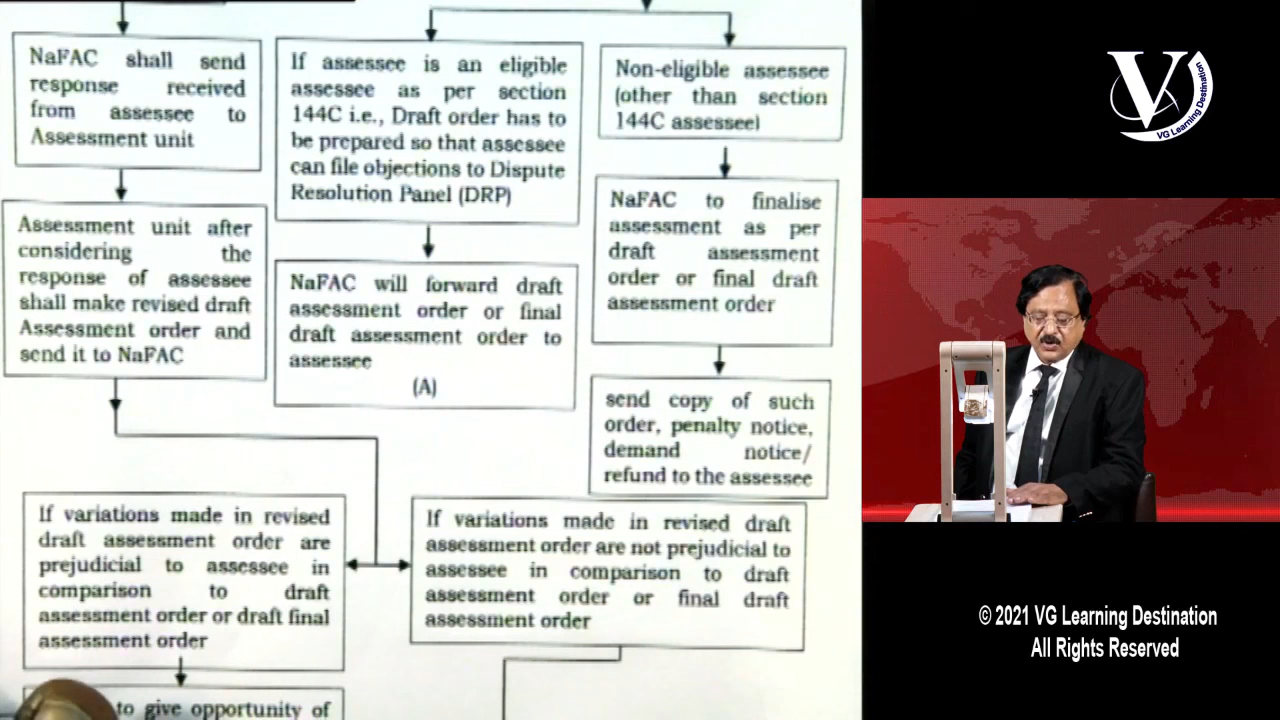 NaFAC shall send
response received
from assessee to
Assessment unit
If assessee is an eligible
assessee as per section
144C i.e., Draft order has to
be prepared so that assessee
can file objections to Dispute
Resolution Panel (DRP)
Non-eligible assessee
(other than section
144C assessee)
Assessment unit after
considering the
response of assessee
shall make revised draft
Assessment order and
send it to NaFAC
NaFAC will forward draft
assessment order or final
draft assessment order to
assessee
(A)
NaFAC to finalise
assessment as per
draft assessment
order or final draft
assessment order
send copy of such
order, penalty notice,
demand notice/
refund to the assessee
If variations made in revised
draft assessment order are
prejudicial to assessee in
comparison to draft
assessment order or draft final
assessment order
If variations made in revised draft
assessment order are not prejudicial to
assessee in comparison to draft
assessment order or final draft
assessment order
to give opportunity of
V
VG Learning Destination
© 2021 VG Learning Destination
All Rights Reserved